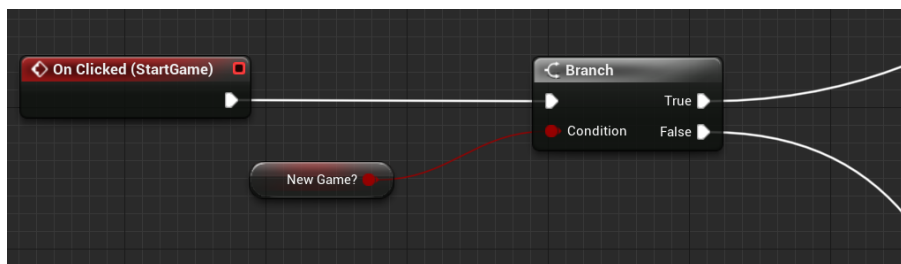 On Clicked (StartGame)
Branch
True
Condition
False
New Game?